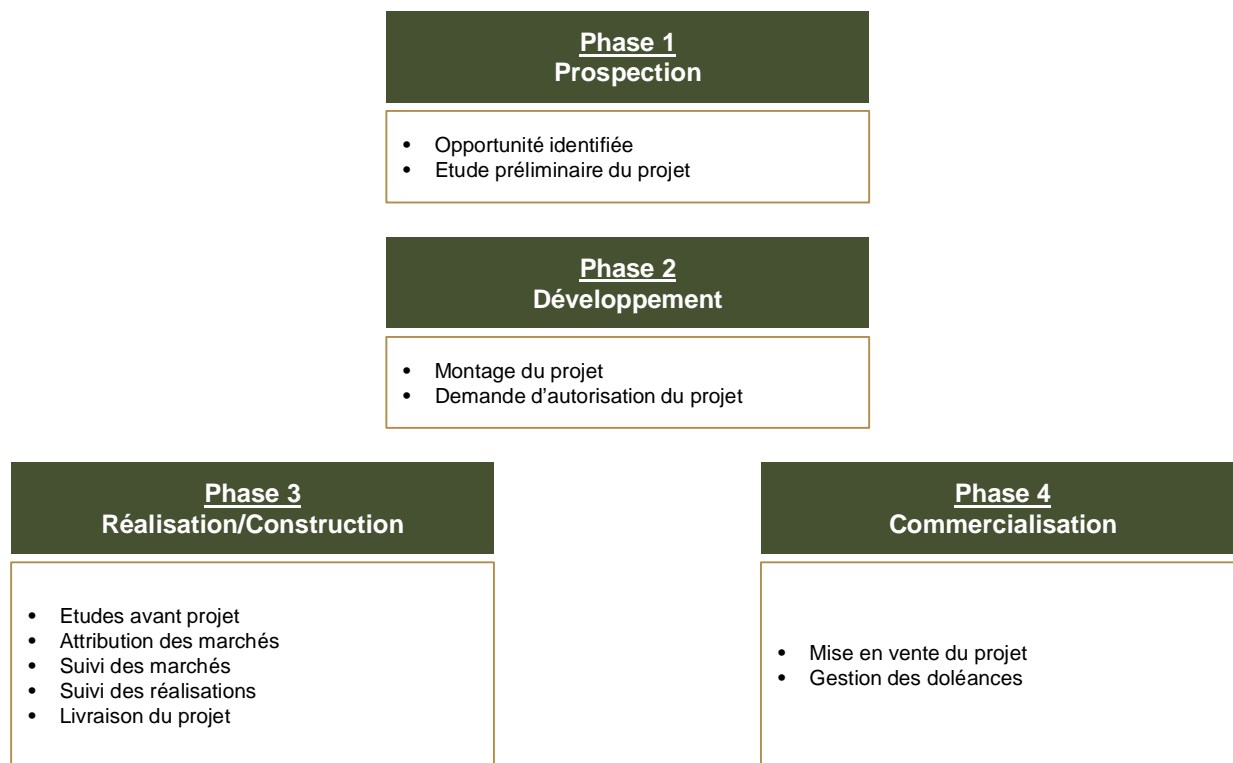 Phase 1
Prospection
• Opportunité identifiée
• Etude préliminaire du projet
Phase 2
Développement
• Montage du projet
• Demande d’autorisation du projet
Phase 3
Réalisation/Construction
• Etudes avant projet
• Attribution des marchés
• Suivi des marchés
• Suivi des réalisations
• Livraison du projet
Phase 4
Commercialisation
• Mise en vente du projet
• Gestion des doléances